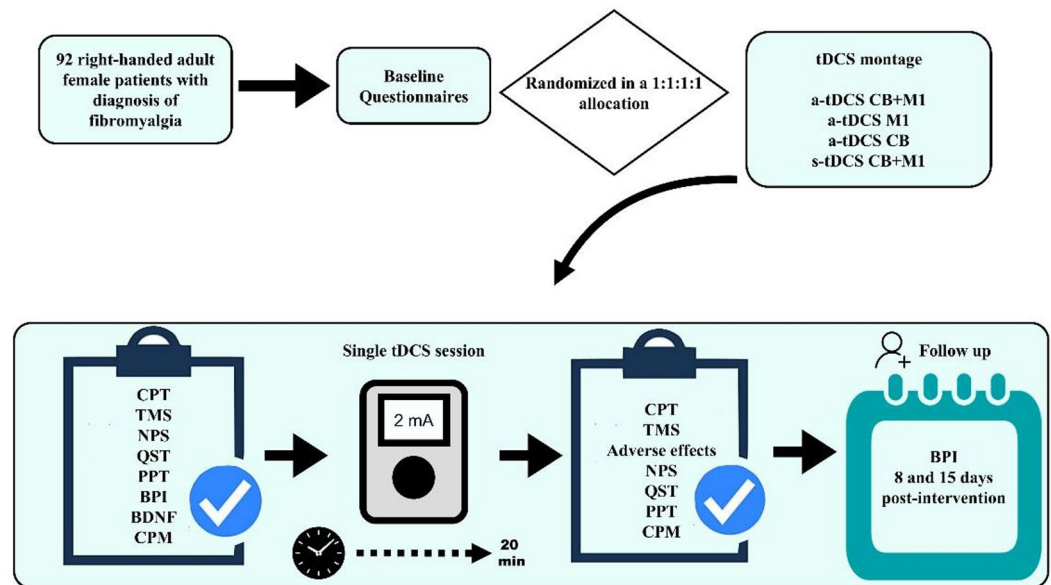 92 right-handed adult
female patients with
diagnosis of
fibromyalgia
Baseline
Questionnaires
Randomized in a 1:1:1:1
allocation
tDCS montage
a-tDCS CB+M1
a-tDCS M1
a-tDCS CB
s-tDCS CB+M1
CPT
TMS
NPS
QST
PPT
BPI
BDNF
CPM
Single tDCS session
2 mA
20
min
CPT
TMS
Adverse effects
NPS
QST
PPT
CPM
Follow up
BPI
8 and 15 days
post-intervention